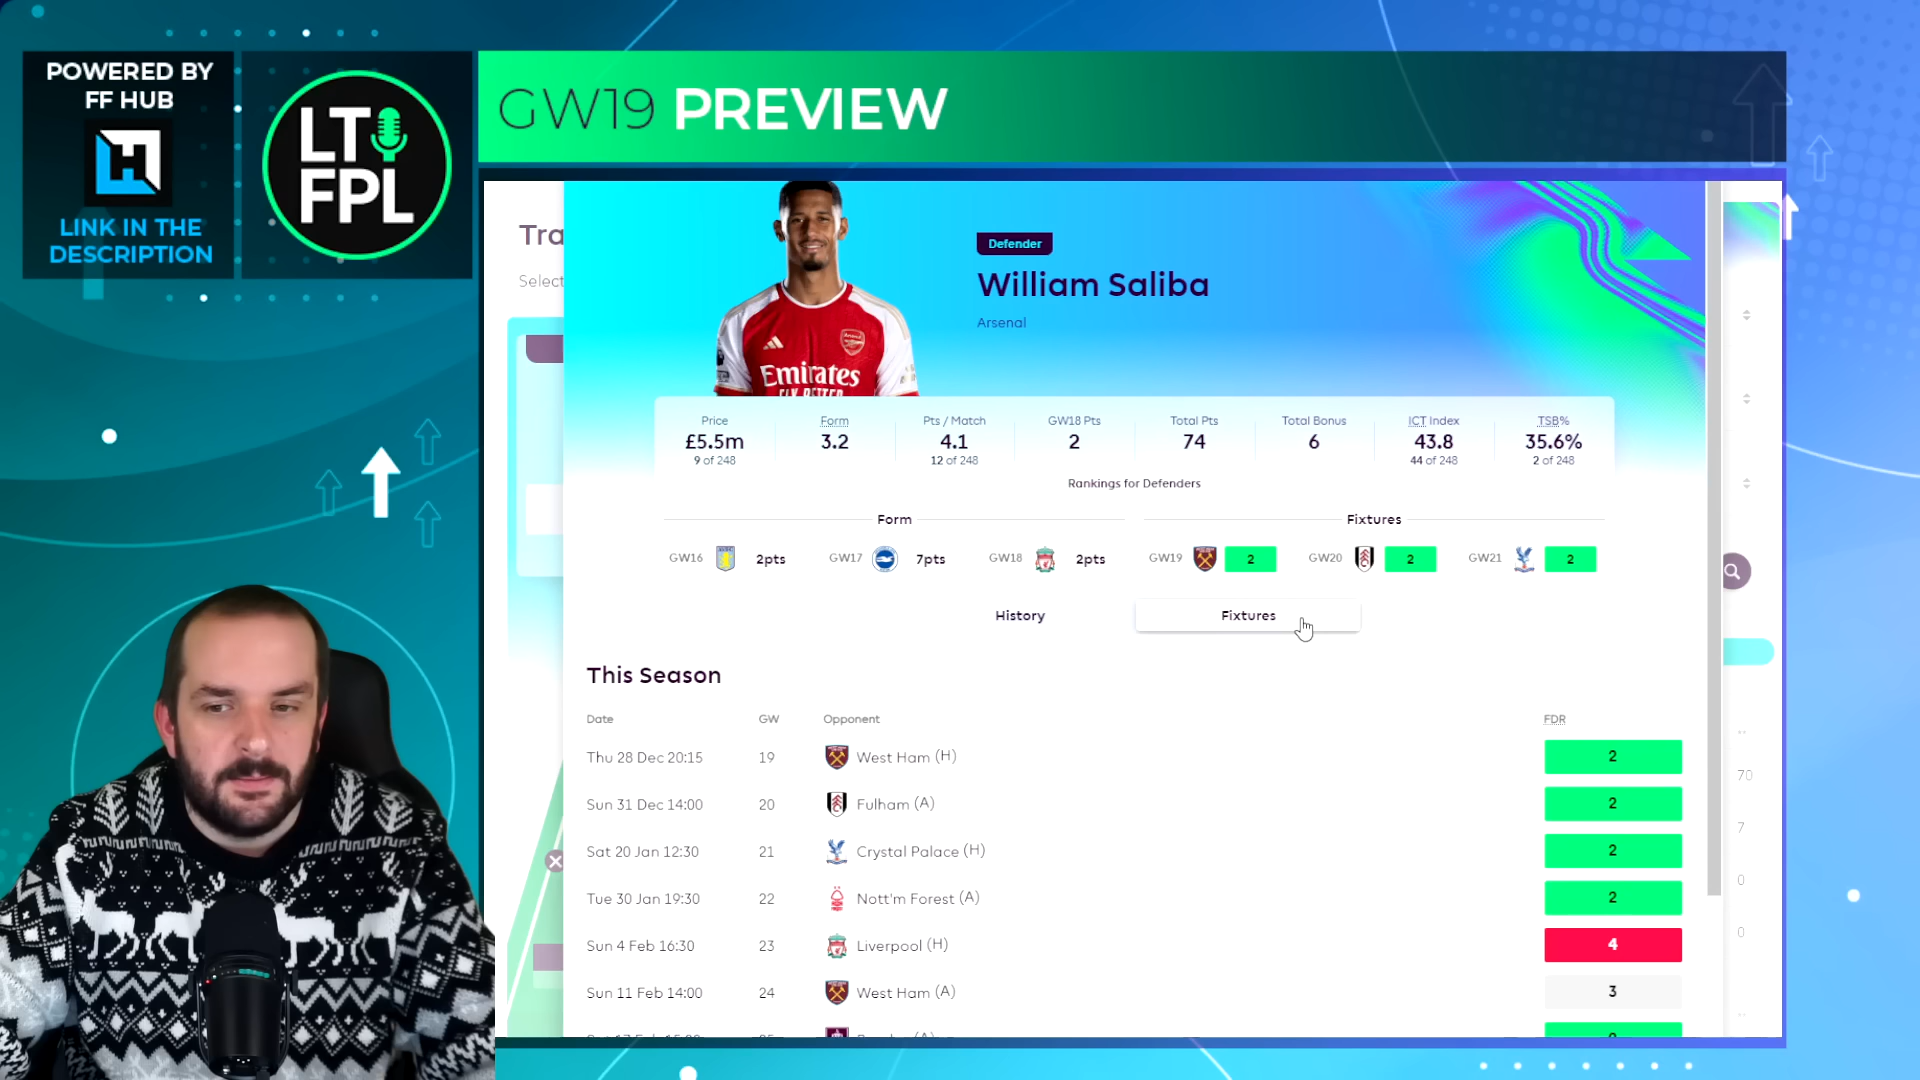 POWERED BY
FF HUB
LINK IN THE
DESCRIPTION
LT
FPL
GW19 PREVIEW
Tra
Select
Defender
William Saliba
Arsenal
Emirates
Price
£5.5m
9 of 248
Form
3.2
Pts / Match
4.1
12 of 248
GW18 Pts
2
Total Pts
74
Total Bonus
6
ICT Index
43.8
44 of 248
TSB%
35.6%
2 of 248
Rankings for Defenders
Form
Fixtures
GW16 2pts GW17 7pts GW18 2pts GW19 2 GW20 2 GW21 2
History
Fixtures
This Season
Date GW Opponent FDR
Thu 28 Dec 20:15 19 West Ham (H) 2
Sun 31 Dec 14:00 20 Fulham (A) 2
Sat 20 Jan 12:30 21 Crystal Palace (H) 2
Tue 30 Jan 19:30 22 Nott'm Forest (A) 2
Sun 4 Feb 16:30 23 Liverpool (H) 4
Sun 11 Feb 14:00 24 West Ham (A) 3
70
7
0
0